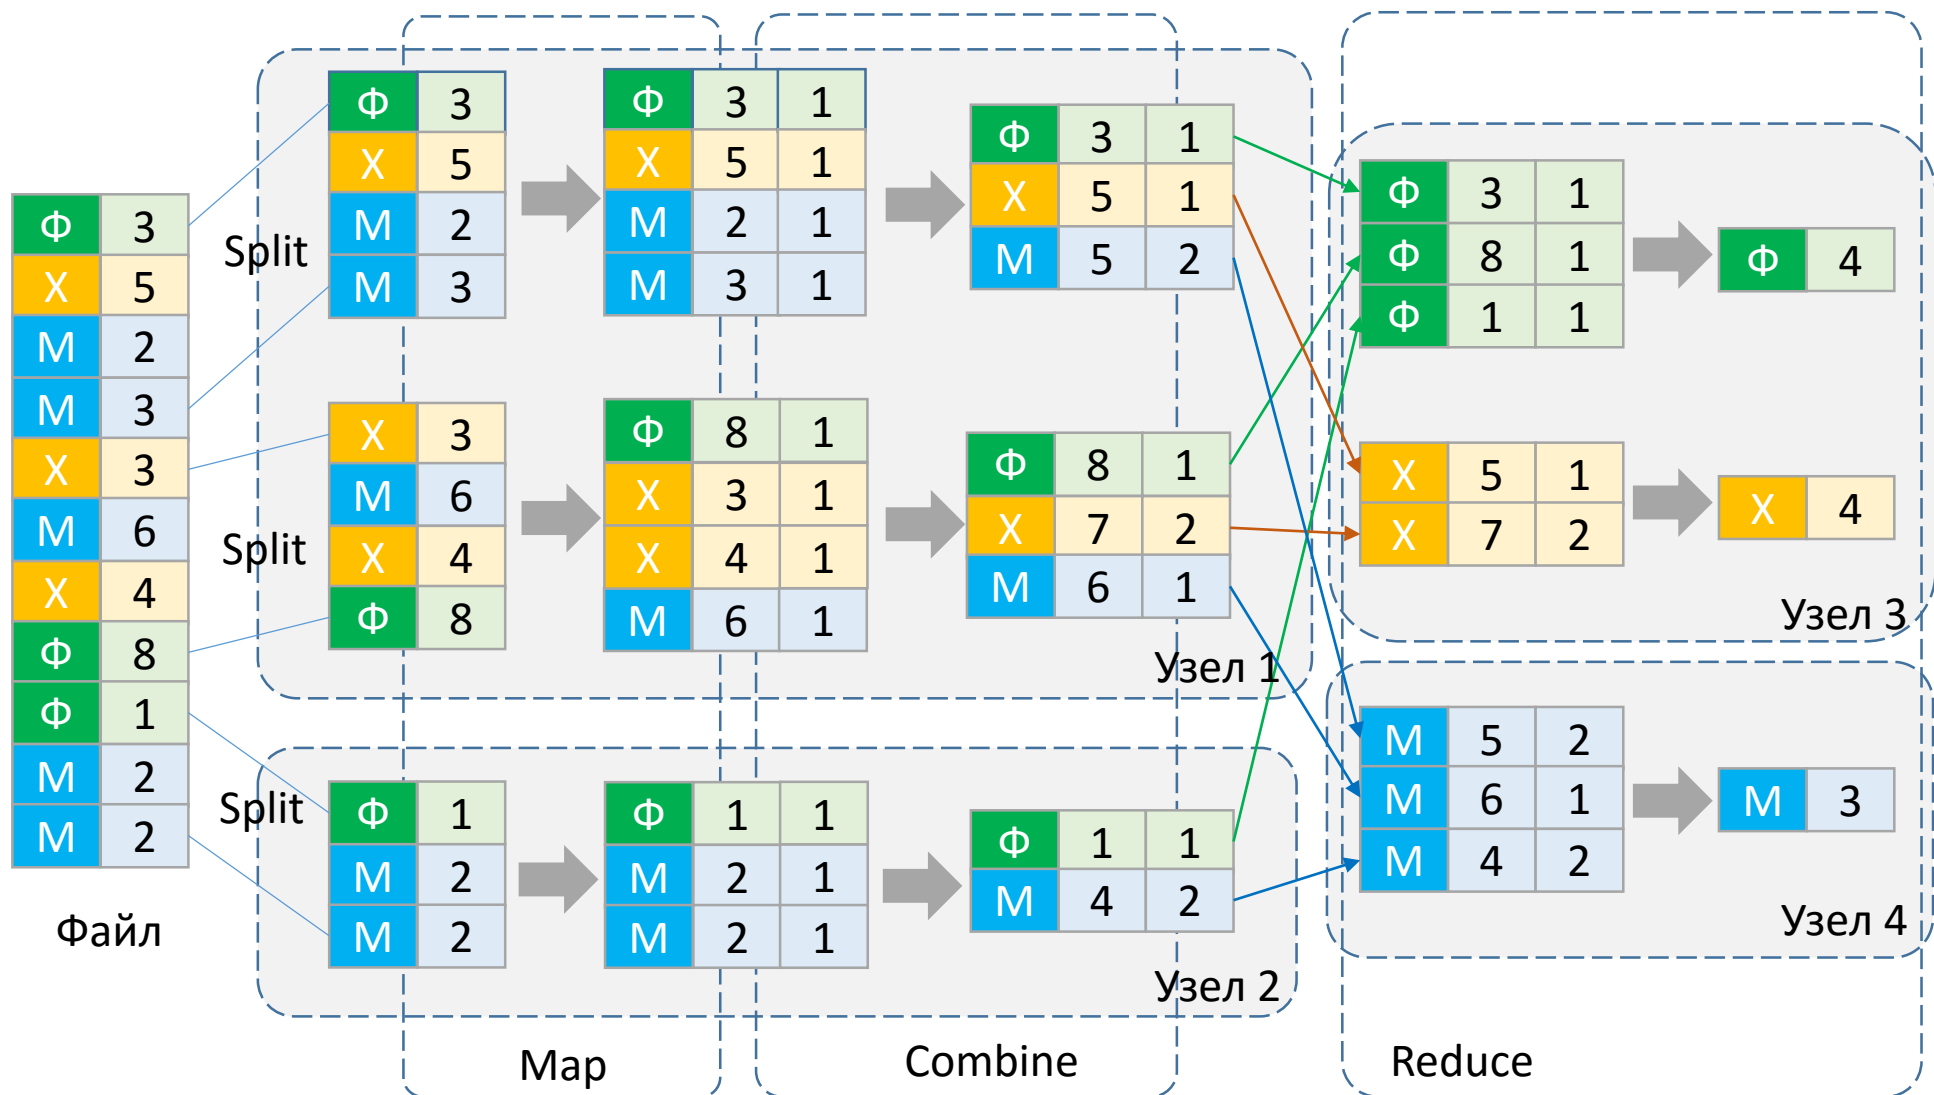 Ф 3
Х 5
М 2
М 3
Х 3
М 6
Х 4
Ф 8
Ф 1
М 2
М 2
Файл
Split
Ф 3
Х 5
М 2
М 3
Ф 3 1
Х 5 1
М 2 1
М 3 1
Ф 3 1
Х 5 1
М 5 2
Split
Х 3
М 6
Х 4
Ф 8
Ф 8 1
Х 3 1
Х 4 1
М 6 1
Ф 8 1
Х 7 2
М 6 1
Узел 1
Split
Ф 1
М 2
М 2
Ф 1 1
М 2 1
М 2 1
Ф 1 1
М 4 2
Узел 2
Ф 3 1
Ф 8 1
Ф 1 1
Ф 4
Х 5 1
Х 7 2
Х 4
Узел 3
М 5 2
М 6 1
М 4 2
М 3
Узел 4
Map
Combine
Reduce